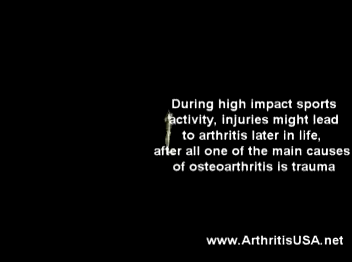 During high impact sports
activity, injuries might lead
to arthritis later in life,
after all one of the main causes
of osteoarthritis is trauma
www.ArthritisUSA.net